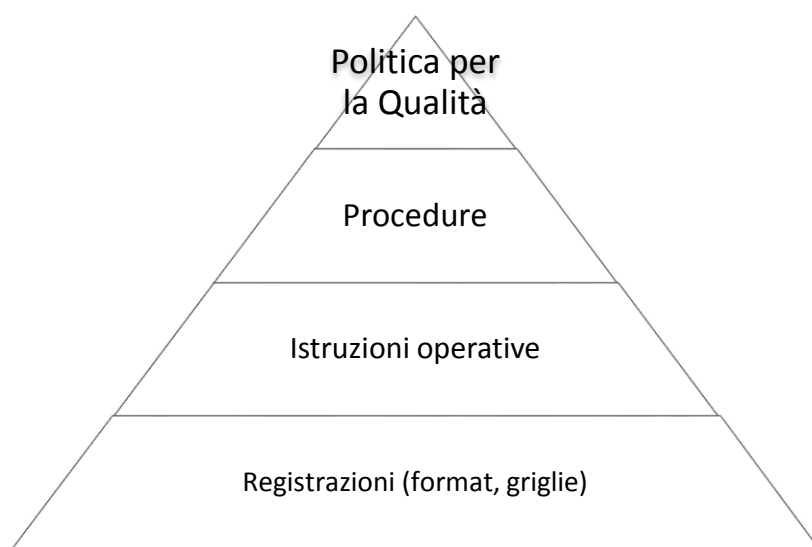 Politica per
la Qualità
Procedure
Istruzioni operative
Registrazioni (format, griglie)